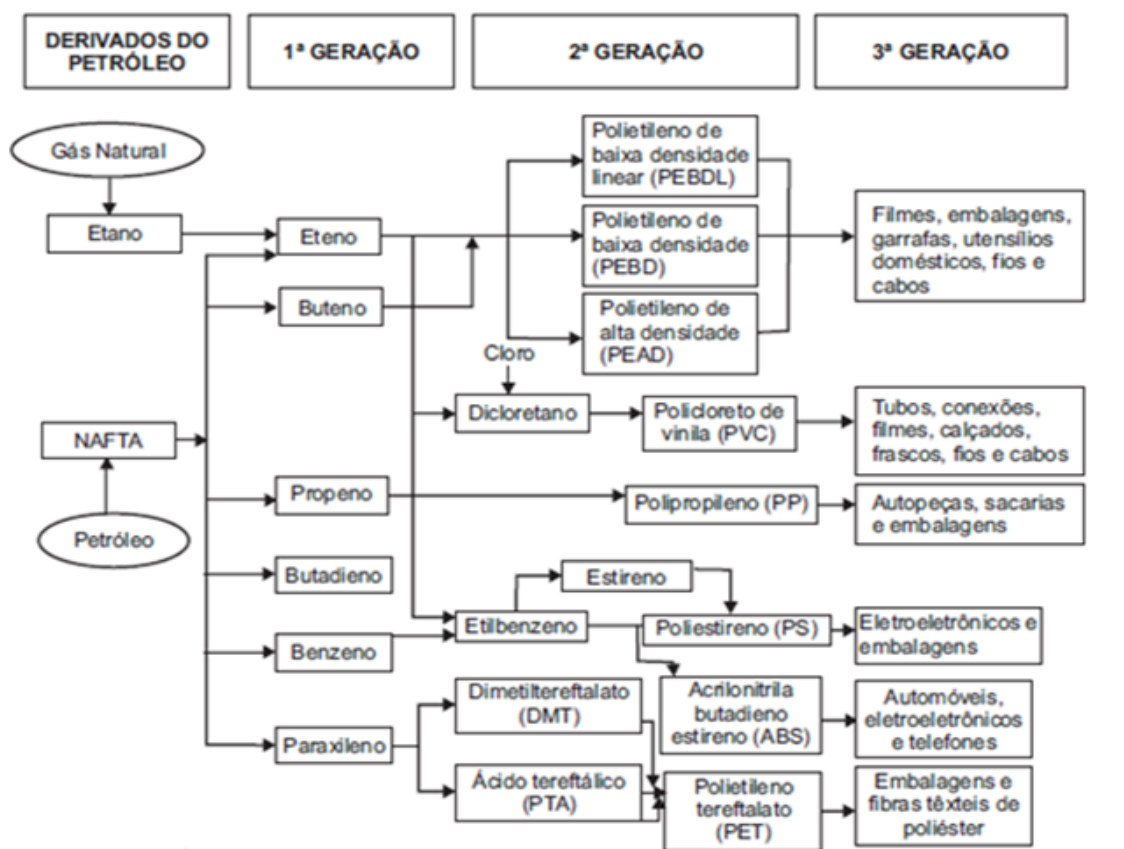 DERIVADOS DO
PETRÓLEO
1ª GERAÇÃO
2ª GERAÇÃO
3ª GERAÇÃO
Gás Natural
Etano
NAFTA
Petróleo
Eteno
Buteno
Propeno
Butadieno
Benzeno
Paraxileno
Polietileno de
baixa densidade
linear (PEBDL)
Polietileno de
baixa densidade
(PEBD)
Polietileno de
alta densidade
(PEAD)
Cloro
Dicloretano
Policloreto de
vinila (PVC)
Polipropileno (PP)
Estireno
Etilbenzeno
Poliestireno (PS)
Dimetiltereftalato
(DMT)
Acrilonitrila
butadieno
estireno (ABS)
Ácido tereftálico
(PTA)
Polietileno
tereftalato
(PET)
Filmes, embalagens,
garrafas, utensílios
domésticos, fios e
cabos
Tubos, conexões,
filmes, calçados,
frascos, fios e cabos
Autopeças, sacarias
e embalagens
Eletroeletrônicos e
embalagens
Automóveis,
eletroeletrônicos
e telefones
Embalagens e
fibras têxteis de
poliéster